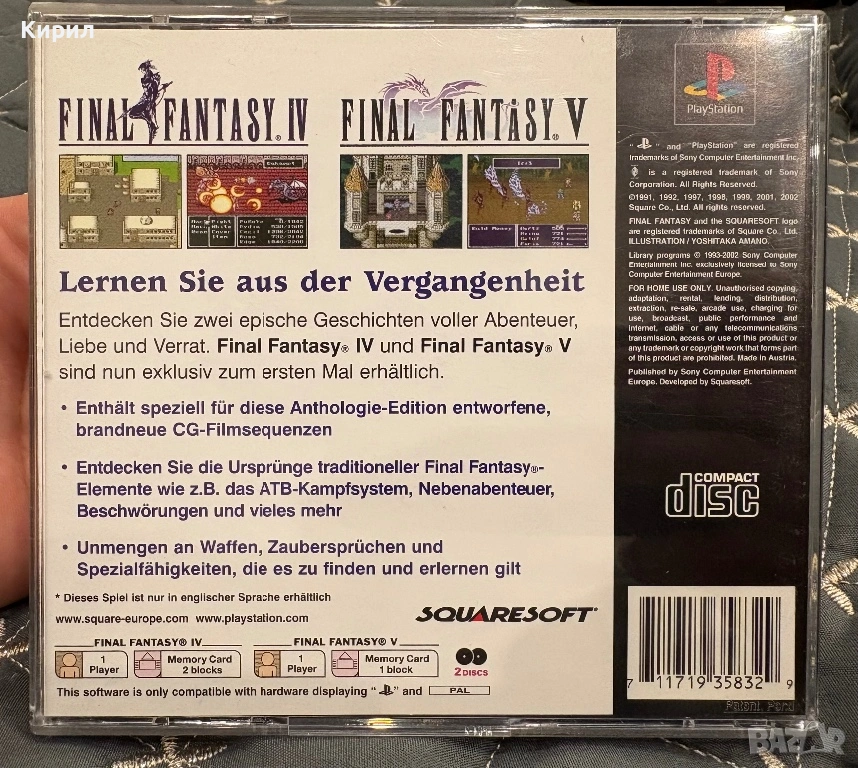 Кирил
FINAL FANTASY® IV
FINAL FANTASY® V
PlayStation
Lernen Sie aus der Vergangenheit
Entdecken Sie zwei epische Geschichten voller Abenteuer,
Liebe und Verrat. Final Fantasy® IV und Final Fantasy® V
sind nun exklusiv zum ersten Mal erhältlich.
• Enthält speziell für diese Anthologie-Edition entworfene,
brandneue CG-Filmsequenzen
• Entdecken Sie die Ursprünge traditioneller Final Fantasy®-
Elemente wie z.B. das ATB-Kampfsystem, Nebenabenteuer,
Beschwörungen und vieles mehr
• Unmengen an Waffen, Zaubersprüchen und
Spezialfähigkeiten, die es zu finden und erlernen gilt
* Dieses Spiel ist nur in englischer Sprache erhältlich
www.square-europe.com www.playstation.com
SQUARESOFT®
FINAL FANTASY® IV
1
Player
Memory Card
2 blocks
FINAL FANTASY® V
1
Player
Memory Card
1 block
2 DISCS
This software is only compatible with hardware displaying " " and PAL
" " and "PlayStation" are registered
trademarks of Sony Computer Entertainment Inc.
is a registered trademark of Sony
Corporation. All Rights Reserved.
©1991, 1992, 1997, 1998, 1999, 2001, 2002
Square Co., Ltd. All rights reserved.
FINAL FANTASY and the SQUARESOFT logo
are registered trademarks of Square Co., Ltd.
ILLUSTRATION / YOSHITAKA AMANO.
Library programs © 1993-2002 Sony Computer
Entertainment Inc. exclusively licensed to Sony
Computer Entertainment Europe.
FOR HOME USE ONLY. Unauthorised copying,
adaptation, rental, lending, distribution,
extraction, re-sale, arcade use, charging for
use, broadcast, public performance and
internet, cable or any telecommunications
transmission, access or use of this product or
any trademark or copyright work that forms part
of this product are prohibited. Made in Austria.
Published by Sony Computer Entertainment
Europe. Developed by Squaresoft.
COMPACT
disc
7 11719 35832 9
Patent. Pend
BAZAR